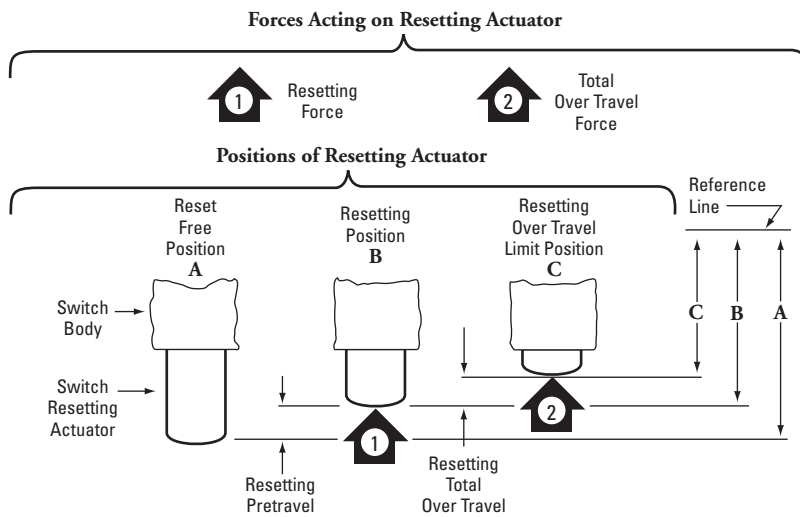 Forces Acting on Resetting Actuator
1
Resetting
Force
2
Total
Over Travel
Force
Positions of Resetting Actuator
Reset
Free
Position
A
Resetting
Position
B
Resetting
Over Travel
Limit Position
C
Reference
Line
Switch
Body
C
B
A
Switch
Resetting
Actuator
1
2
Resetting
Pretravel
Resetting
Total
Over Travel